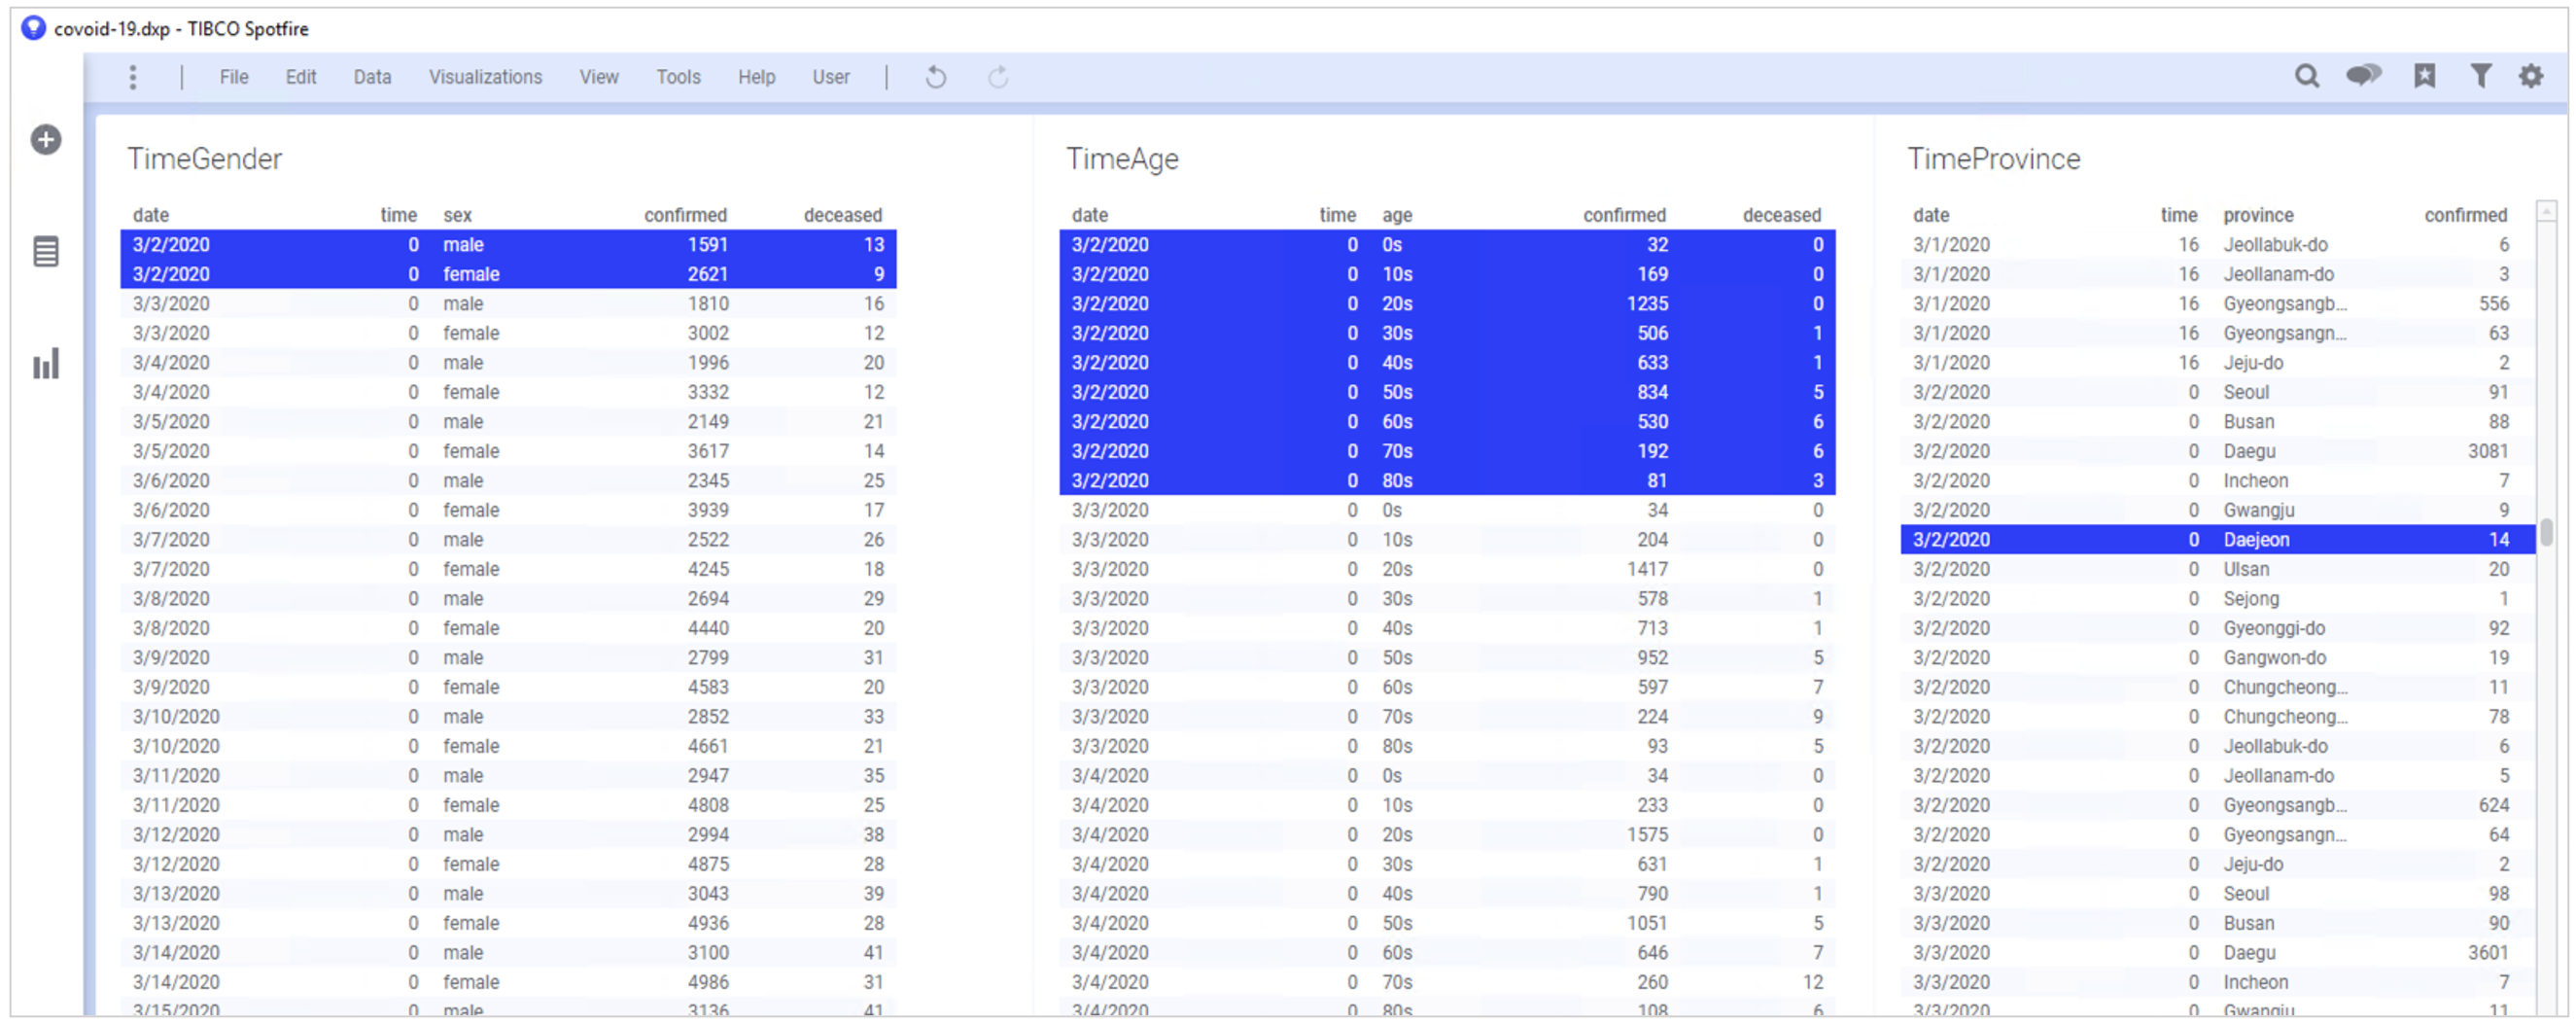 covoid-19.dxp - TIBCO Spotfire
File Edit Data Visualizations View Tools Help User
TimeGender
date time sex confirmed deceased
3/2/2020 0 male 1591 13
3/2/2020 0 female 2621 9
3/3/2020 0 male 1810 16
3/3/2020 0 female 3002 12
3/4/2020 0 male 1996 20
3/4/2020 0 female 3332 12
3/5/2020 0 male 2149 21
3/5/2020 0 female 3617 14
3/6/2020 0 male 2345 25
3/6/2020 0 female 3939 17
3/7/2020 0 male 2522 26
3/7/2020 0 female 4245 18
3/8/2020 0 male 2694 29
3/8/2020 0 female 4440 20
3/9/2020 0 male 2799 31
3/9/2020 0 female 4583 20
3/10/2020 0 male 2852 33
3/10/2020 0 female 4661 21
3/11/2020 0 male 2947 35
3/11/2020 0 female 4808 25
3/12/2020 0 male 2994 38
3/12/2020 0 female 4875 28
3/13/2020 0 male 3043 39
3/13/2020 0 female 4936 28
3/14/2020 0 male 3100 41
3/14/2020 0 female 4986 31
3/15/2020 0 male 3136 41
TimeAge
date time age confirmed deceased
3/2/2020 0 0s 32 0
3/2/2020 0 10s 169 0
3/2/2020 0 20s 1235 0
3/2/2020 0 30s 506 1
3/2/2020 0 40s 633 1
3/2/2020 0 50s 834 5
3/2/2020 0 60s 530 6
3/2/2020 0 70s 192 6
3/2/2020 0 80s 81 3
3/3/2020 0 0s 34 0
3/3/2020 0 10s 204 0
3/3/2020 0 20s 1417 0
3/3/2020 0 30s 578 1
3/3/2020 0 40s 713 1
3/3/2020 0 50s 952 5
3/3/2020 0 60s 597 7
3/3/2020 0 70s 224 9
3/3/2020 0 80s 93 5
3/4/2020 0 0s 34 0
3/4/2020 0 10s 233 0
3/4/2020 0 20s 1575 0
3/4/2020 0 30s 631 1
3/4/2020 0 40s 790 1
3/4/2020 0 50s 1051 5
3/4/2020 0 60s 646 7
3/4/2020 0 70s 260 12
3/4/2020 0 80s 108 6
TimeProvince
date time province confirmed
3/1/2020 16 Jeollabuk-do 6
3/1/2020 16 Jeollanam-do 3
3/1/2020 16 Gyeongsangb... 556
3/1/2020 16 Gyeongsangn... 63
3/1/2020 16 Jeju-do 2
3/2/2020 0 Seoul 91
3/2/2020 0 Busan 88
3/2/2020 0 Daegu 3081
3/2/2020 0 Incheon 7
3/2/2020 0 Gwangju 9
3/2/2020 0 Daejeon 14
3/2/2020 0 Ulsan 20
3/2/2020 0 Sejong 1
3/2/2020 0 Gyeonggi-do 92
3/2/2020 0 Gangwon-do 19
3/2/2020 0 Chungcheong... 11
3/2/2020 0 Chungcheong... 78
3/2/2020 0 Jeollabuk-do 6
3/2/2020 0 Jeollanam-do 5
3/2/2020 0 Gyeongsangb... 624
3/2/2020 0 Gyeongsangn... 64
3/2/2020 0 Jeju-do 2
3/3/2020 0 Seoul 98
3/3/2020 0 Busan 90
3/3/2020 0 Daegu 3601
3/3/2020 0 Incheon 7
3/3/2020 0 Gwangju 11